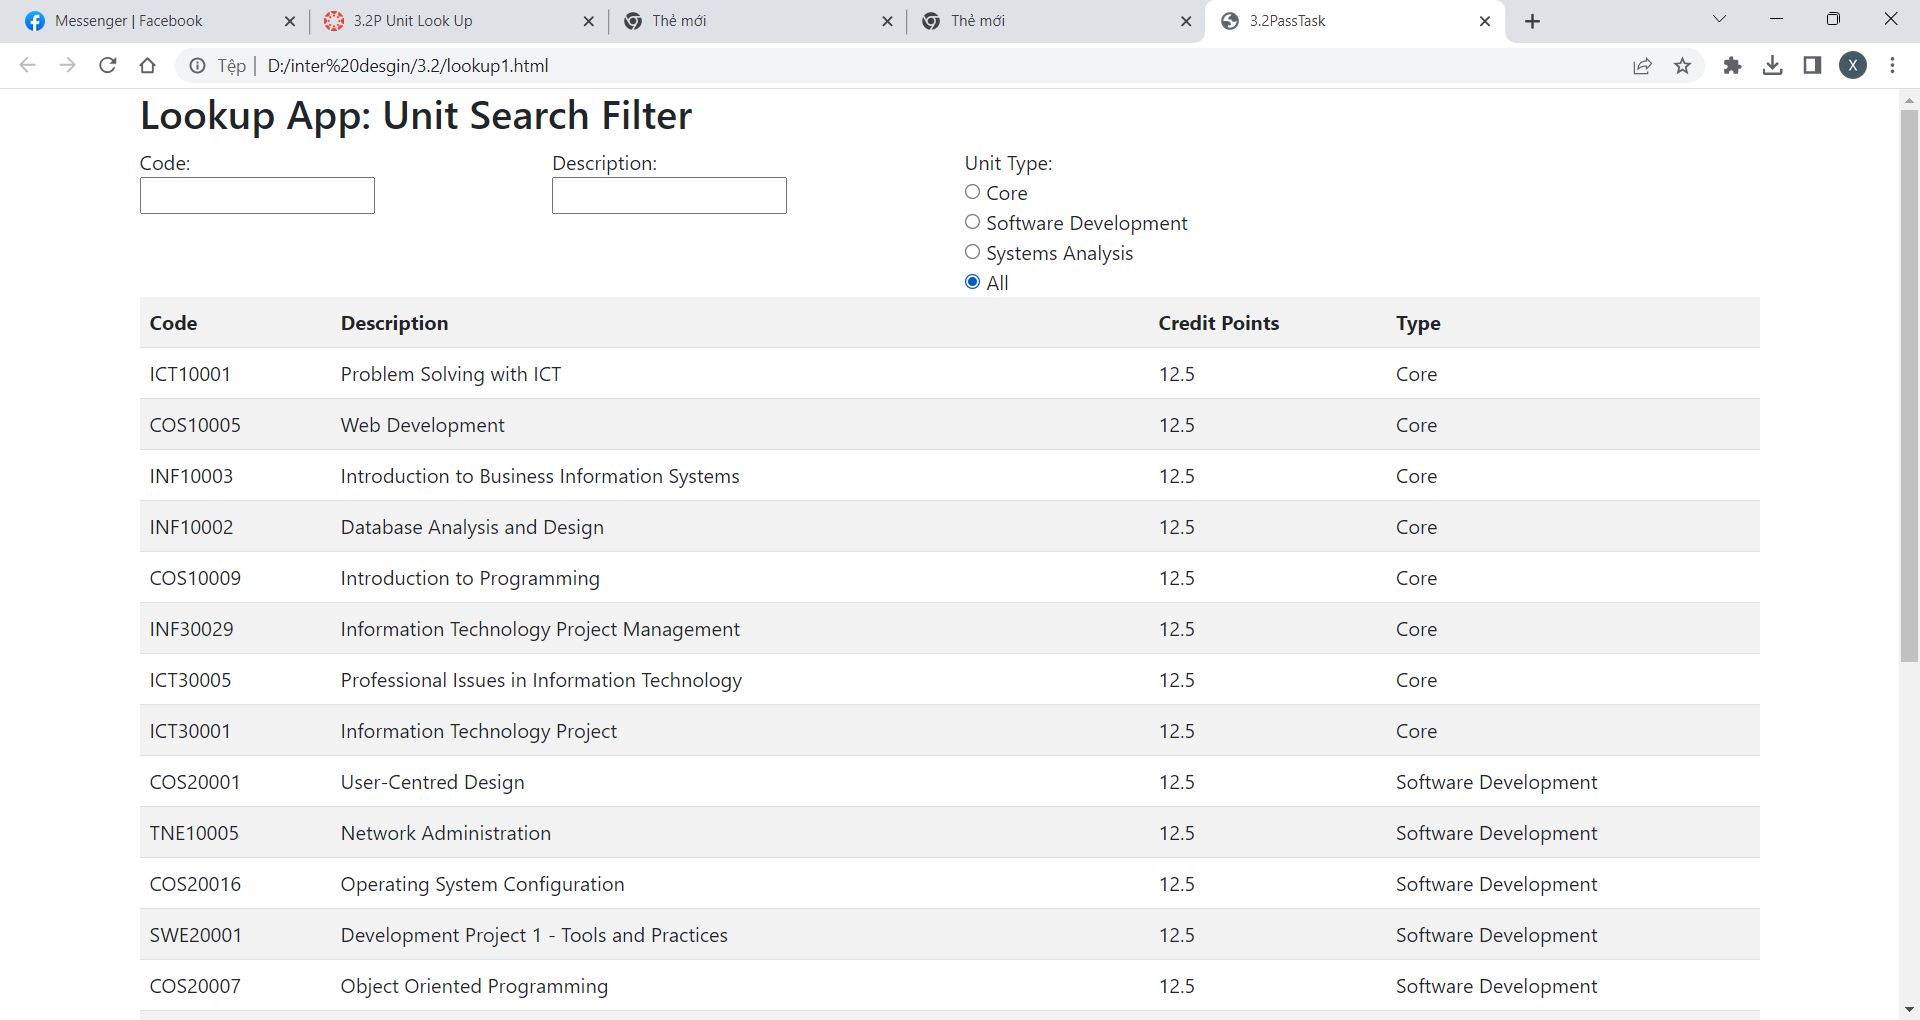 Messenger | Facebook
3.2P Unit Look Up
Thẻ mới
Thẻ mới
3.2PassTask
Tệp | D:/inter%20desgin/3.2/lookup1.html
X
Lookup App: Unit Search Filter
Code:
Description:
Unit Type:
Core
Software Development
Systems Analysis
All
Code Description Credit Points Type
ICT10001 Problem Solving with ICT 12.5 Core
COS10005 Web Development 12.5 Core
INF10003 Introduction to Business Information Systems 12.5 Core
INF10002 Database Analysis and Design 12.5 Core
COS10009 Introduction to Programming 12.5 Core
INF30029 Information Technology Project Management 12.5 Core
ICT30005 Professional Issues in Information Technology 12.5 Core
ICT30001 Information Technology Project 12.5 Core
COS20001 User-Centred Design 12.5 Software Development
TNE10005 Network Administration 12.5 Software Development
COS20016 Operating System Configuration 12.5 Software Development
SWE20001 Development Project 1 - Tools and Practices 12.5 Software Development
COS20007 Object Oriented Programming 12.5 Software Development